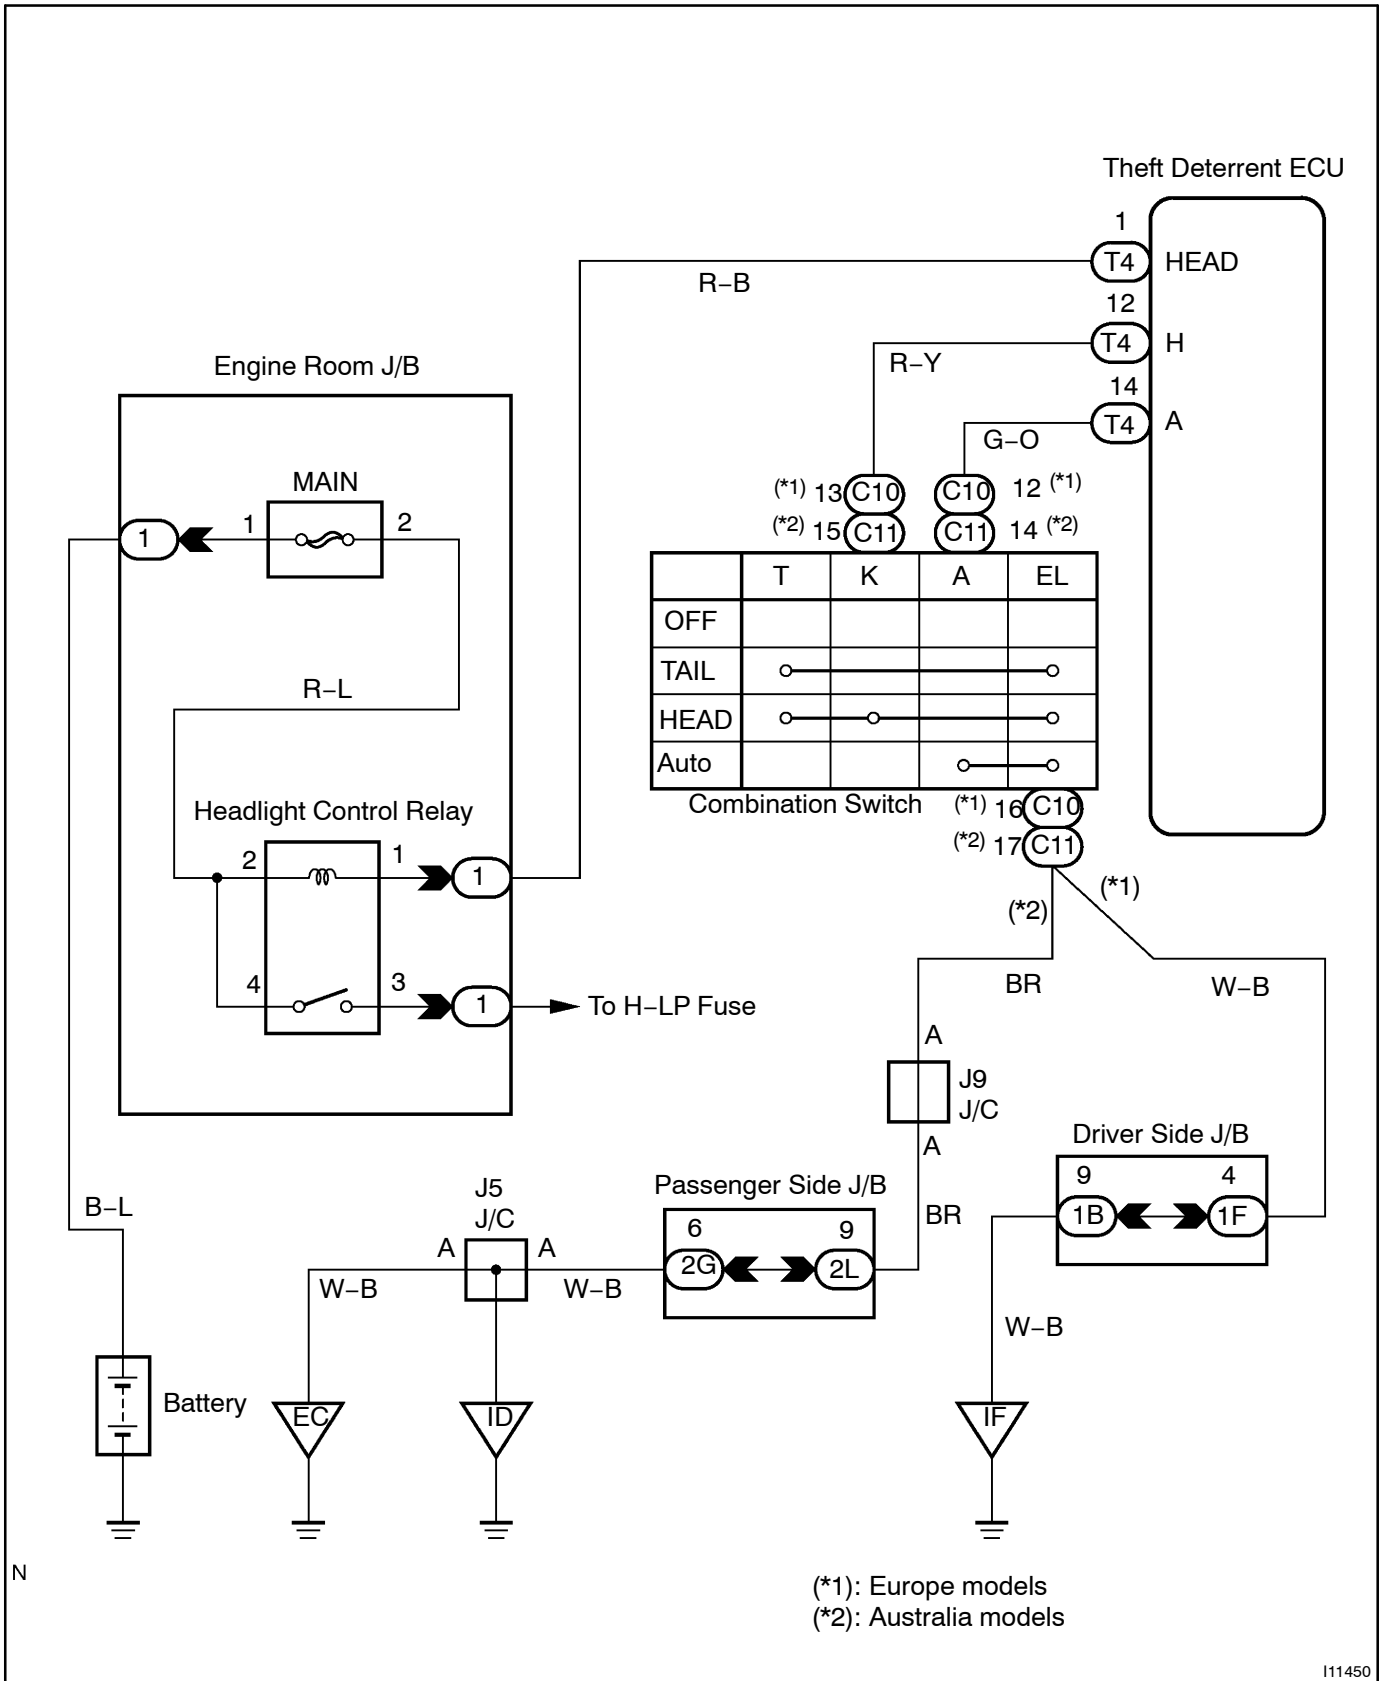 Theft Deterrent ECU
1
T4 HEAD
R–B
12
T4 H
R–Y
14
T4 A
G–O
Engine Room J/B
MAIN
1 1 2
(*1) 13 C10 C10 12 (*1)
(*2) 15 C11 C11 14 (*2)
T K A EL
OFF
TAIL
HEAD
Auto
Combination Switch
(*1) 16 C10
(*2) 17 C11
R–L
Headlight Control Relay
2 1 1
4 3 1
To H–LP Fuse
(*2) (*1)
BR W–B
A
J9
J/C
A
Driver Side J/B
9 4
1B 1F
W–B
BR
Passenger Side J/B
6 9
2G 2L
J5
J/C
A A
W–B W–B
B–L
Battery
EC ID IF
N
(*1): Europe models
(*2): Australia models
I11450